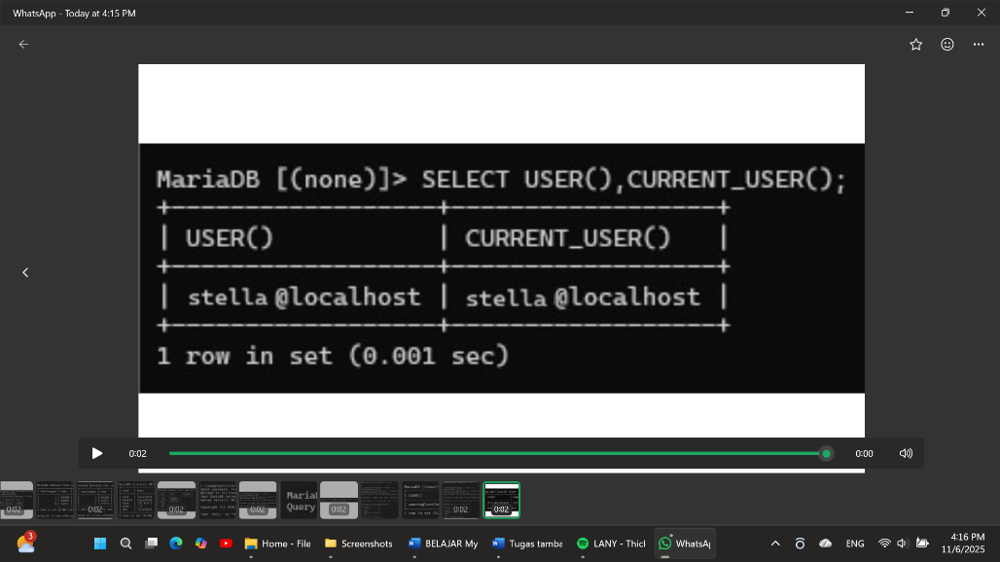 WhatsApp - Today at 4:15 PM
MariaDB [(none)]> SELECT USER(),CURRENT_USER();
+-------------------+-------------------+
| USER() | CURRENT_USER() |
+-------------------+-------------------+
| stella @localhost | stella @localhost |
+-------------------+-------------------+
1 row in set (0.001 sec)
0:02 0:00
0:02 0:02 0:02 0:02 0:02 0:02 0:02
MariaDB [(none)]
Query
3 Home - File Screenshots BELAJAR My Tugas tamba LANY - Thicl WhatsAp ENG 4:16 PM
11/6/2025